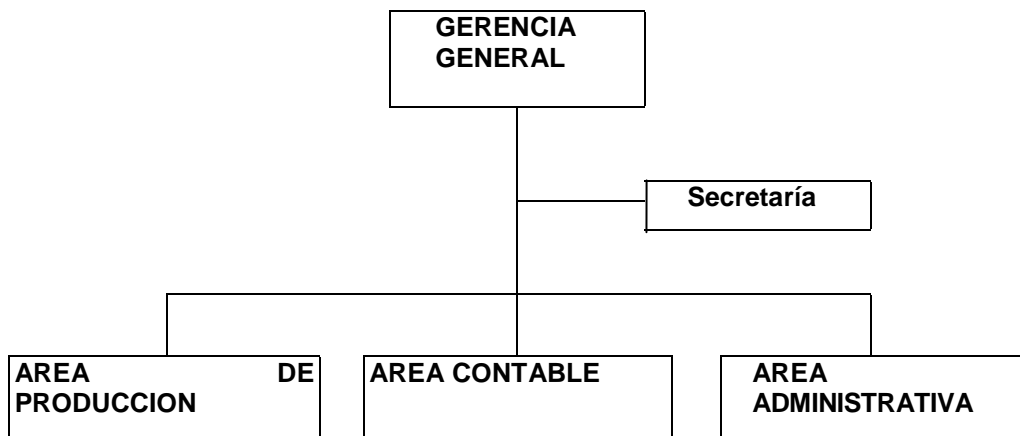 GERENCIA
GENERAL
Secretaría
AREA DE
PRODUCCION
AREA CONTABLE
AREA
ADMINISTRATIVA